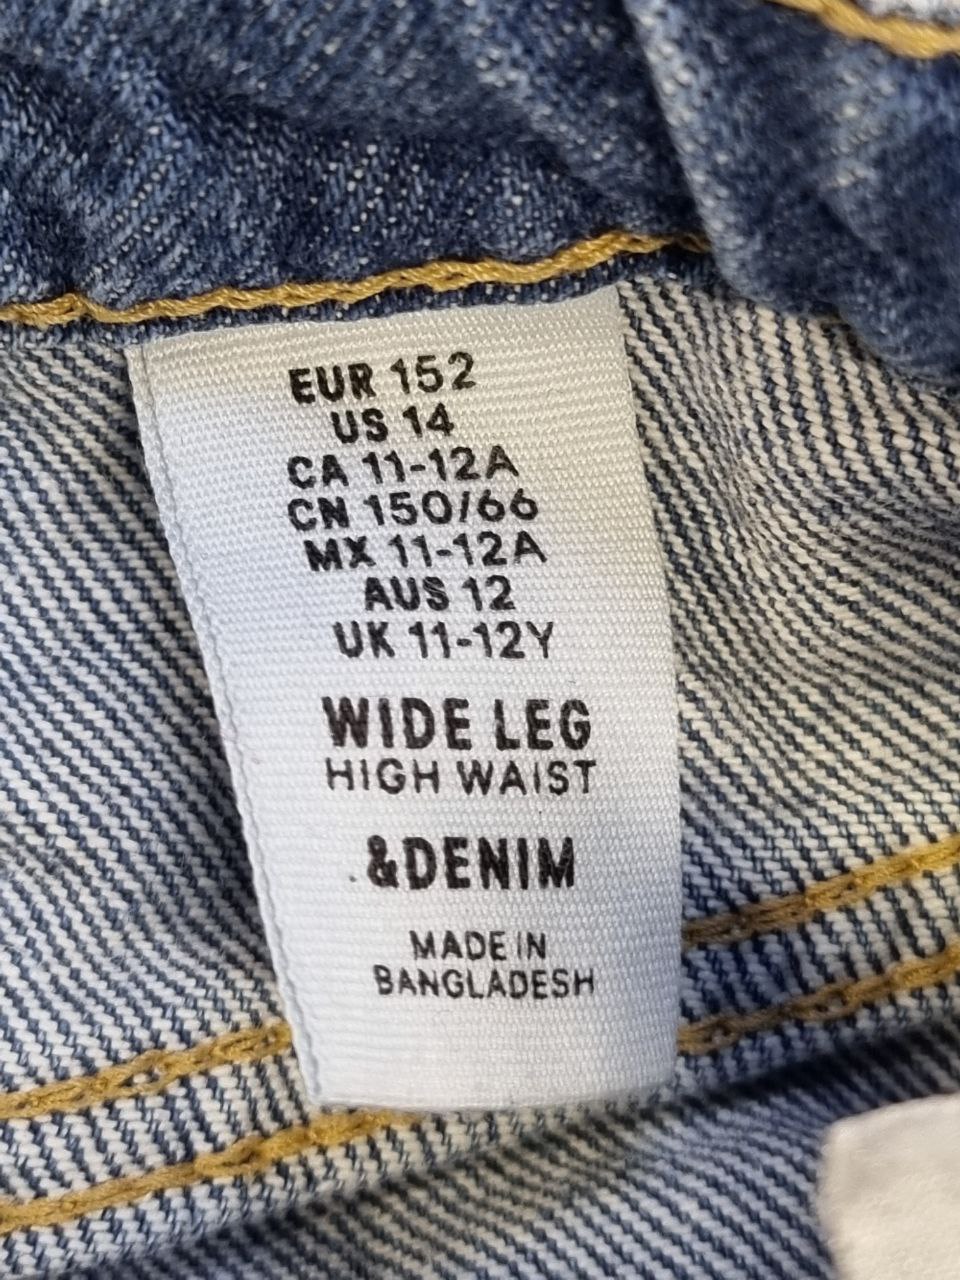 EUR 152
US 14
CA 11-12A
CN 150/66
MX 11-12A
AUS 12
UK 11-12Y
WIDE LEG
HIGH WAIST
&DENIM
MADE IN
BANGLADESH